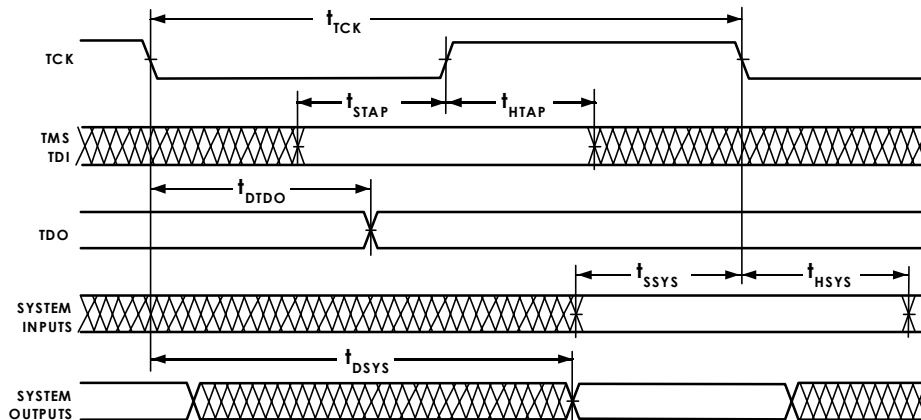 tTCK
TCK
tSTAP
tHTAP
TMS
TDI
tDTDO
TDO
tSSYS
tHSYS
SYSTEM
INPUTS
tDSYS
SYSTEM
OUTPUTS